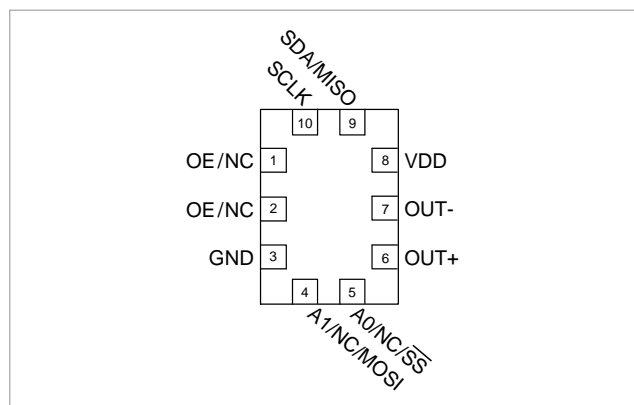 SDA/MISO
SCLK
10 9
OE/NC 1 8 VDD
OE/NC 2 7 OUT-
GND 3 6 OUT+
4 5
A1/NC/MOSI
A0/NC/S̅S̅